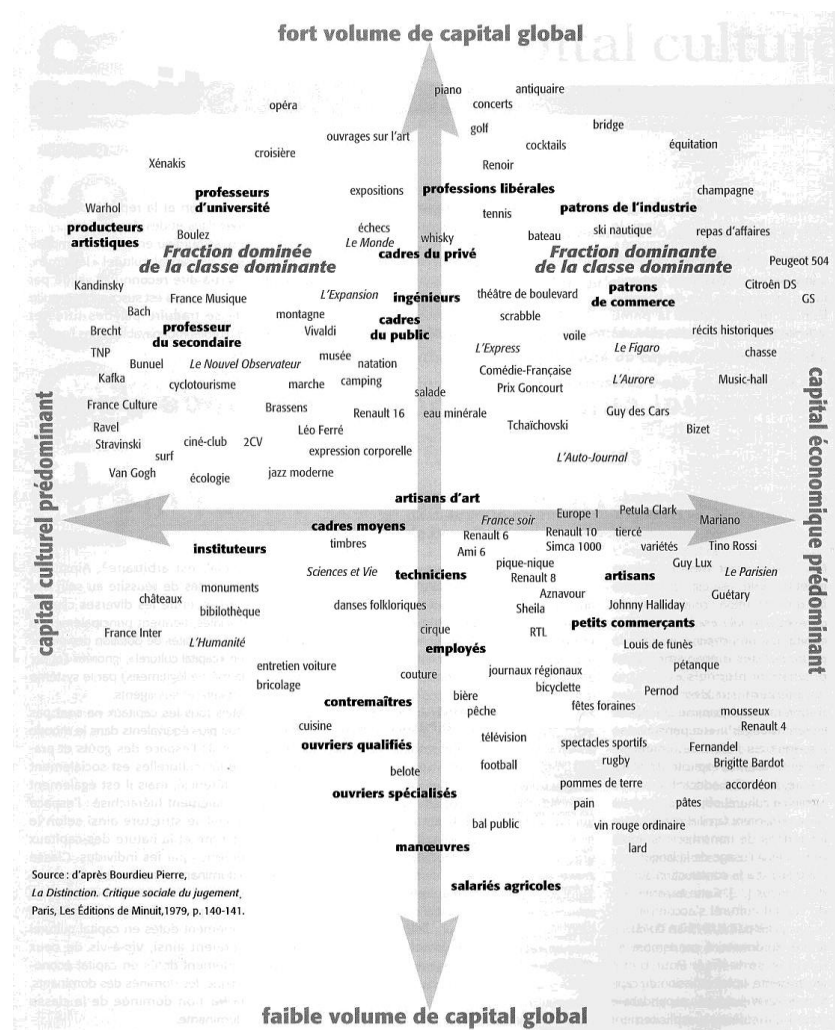 fort volume de capital global
piano
antiquaire
opéra
concerts
ouvrages sur l'art
golf
bridge
cocktails
équitation
croisière
Xénakis
Renoir
professeurs
d'université
expositions
professions libérales
champagne
Warhol
tennis
patrons de l'industrie
producteurs
artistiques
Boulez
échecs
Le Monde
whisky
bateau
ski nautique
repas d'affaires
Fraction dominée
de la classe dominante
cadres du privé
Fraction dominante
de la classe dominante
Peugeot 504
Kandinsky
France Musique
L'Expansion
ingénieurs
théâtre de boulevard
patrons
de commerce
Citroên DS
GS
Bach
montagne
cadres
du public
scrabble
Brecht
professeur
du secondaire
Vivaldi
voile
récits historiques
TNP
musée
L'Express
Le Figaro
chasse
Bunuel
Le Nouvel Observateur
natation
Comédie-Française
Kafka
cyclotourisme
marche
camping
Prix Goncourt
L'Aurore
Music-hall
salade
France Culture
Brassens
Renault 16
eau minérale
Guy des Cars
Ravel
Léo Ferré
Tchaïchovski
Bizet
Stravinski
ciné-club
2CV
surf
expression corporelle
L'Auto-Journal
Van Gogh
écologie
jazz moderne
capital culturel prédominant
capital économique prédominant
artisans d'art
cadres moyens
France soir
Europe 1
Petula Clark
Mariano
instituteurs
timbres
Renault 6
Renault 10
tiercé
Ami 6
Simca 1000
variétés
Tino Rossi
Sciences et Vie
techniciens
pique-nique
Renault 8
artisans
Guy Lux
Le Parisien
monuments
châteaux
Aznavour
Guétary
bibiliothèque
danses folkloriques
Sheila
Johnny Halliday
France Inter
L'Humanité
cirque
RTL
petits commerçants
employés
Louis de funès
entretien voiture
bricolage
couture
journaux régionaux
pétanque
bicyclette
Pernod
contremaîtres
bière
pêche
fêtes foraines
mousseux
cuisine
Renault 4
ouvriers qualifiés
télévision
spectacles sportifs
Fernandel
belote
football
rugby
Brigitte Bardot
ouvriers spécialisés
pommes de terre
accordéon
pain
pâtes
bal public
vin rouge ordinaire
manœuvres
lard
Source : d'après Bourdieu Pierre,
La Distinction. Critique sociale du jugement,
Paris, Les Éditions de Minuit,1979, p. 140-141.
salariés agricoles
faible volume de capital global